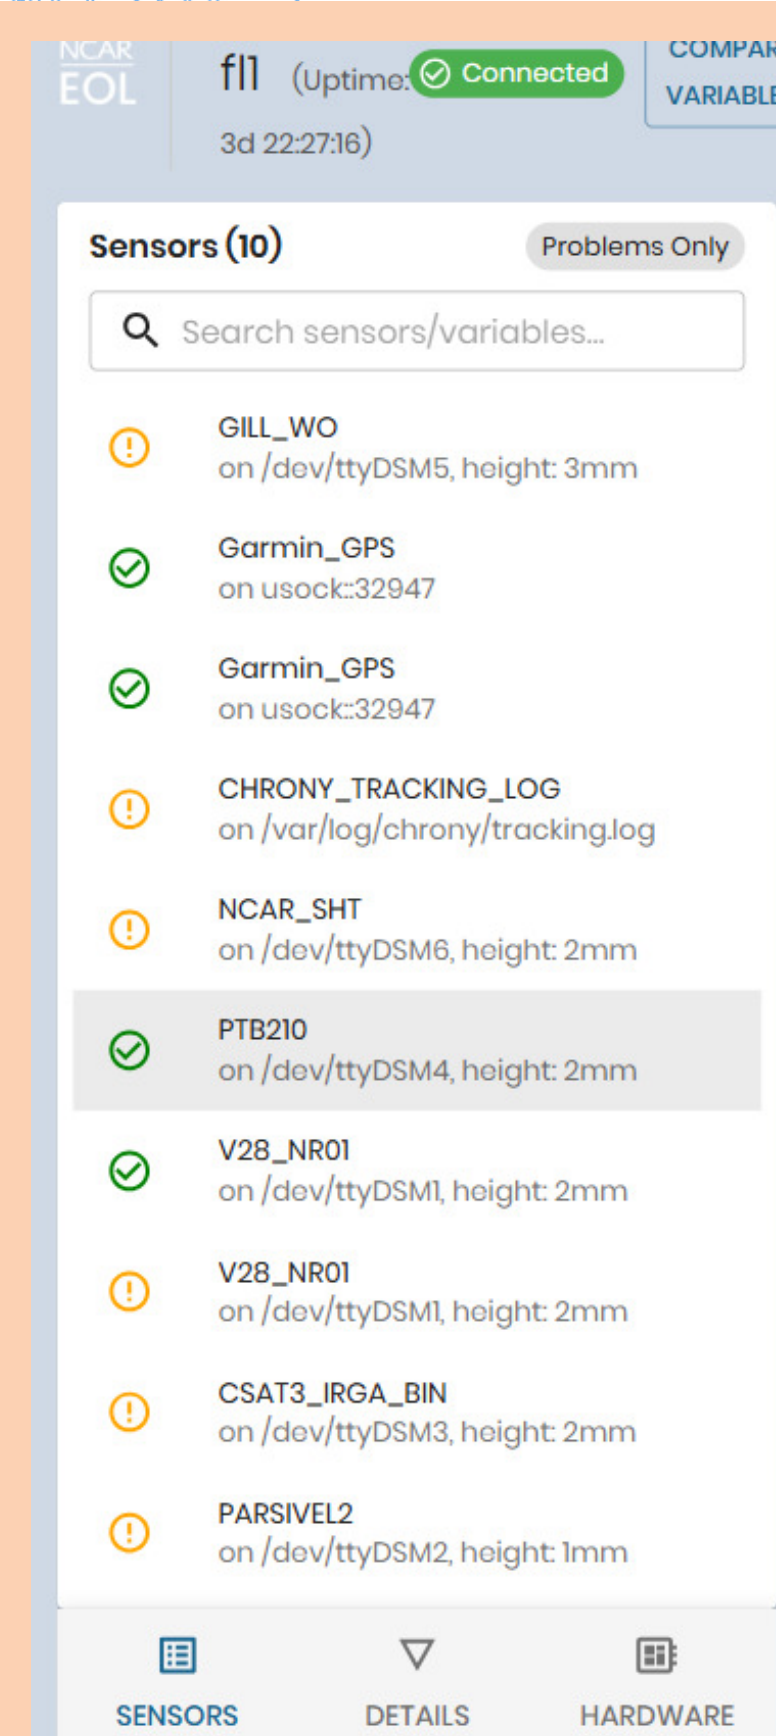 NCAR
EOL
fl1 (Uptime: Connected
3d 22:27:16)
COMPAR
VARIABLE
Sensors (10)
Problems Only
Search sensors/variables...
GILL_WO
on /dev/ttyDSM5, height: 3mm
Garmin_GPS
on usock::32947
Garmin_GPS
on usock::32947
CHRONY_TRACKING_LOG
on /var/log/chrony/tracking.log
NCAR_SHT
on /dev/ttyDSM6, height: 2mm
PTB210
on /dev/ttyDSM4, height: 2mm
V28_NR01
on /dev/ttyDSM1, height: 2mm
V28_NR01
on /dev/ttyDSM1, height: 2mm
CSAT3_IRGA_BIN
on /dev/ttyDSM3, height: 2mm
PARSIVEL2
on /dev/ttyDSM2, height: 1mm
SENSORS
DETAILS
HARDWARE